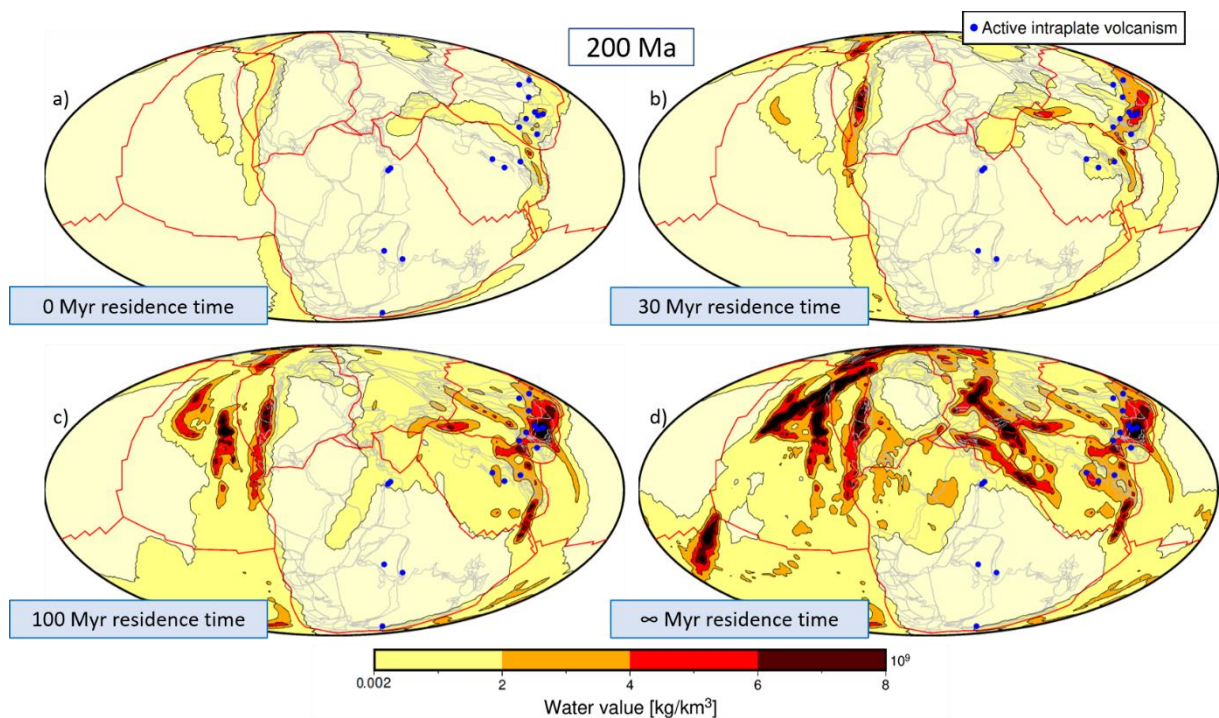 200 Ma
Active intraplate volcanism
a)
b)
0 Myr residence time
30 Myr residence time
c)
d)
100 Myr residence time
∞ Myr residence time
10⁹
0.002 2 4 6 8
Water value [kg/km³]